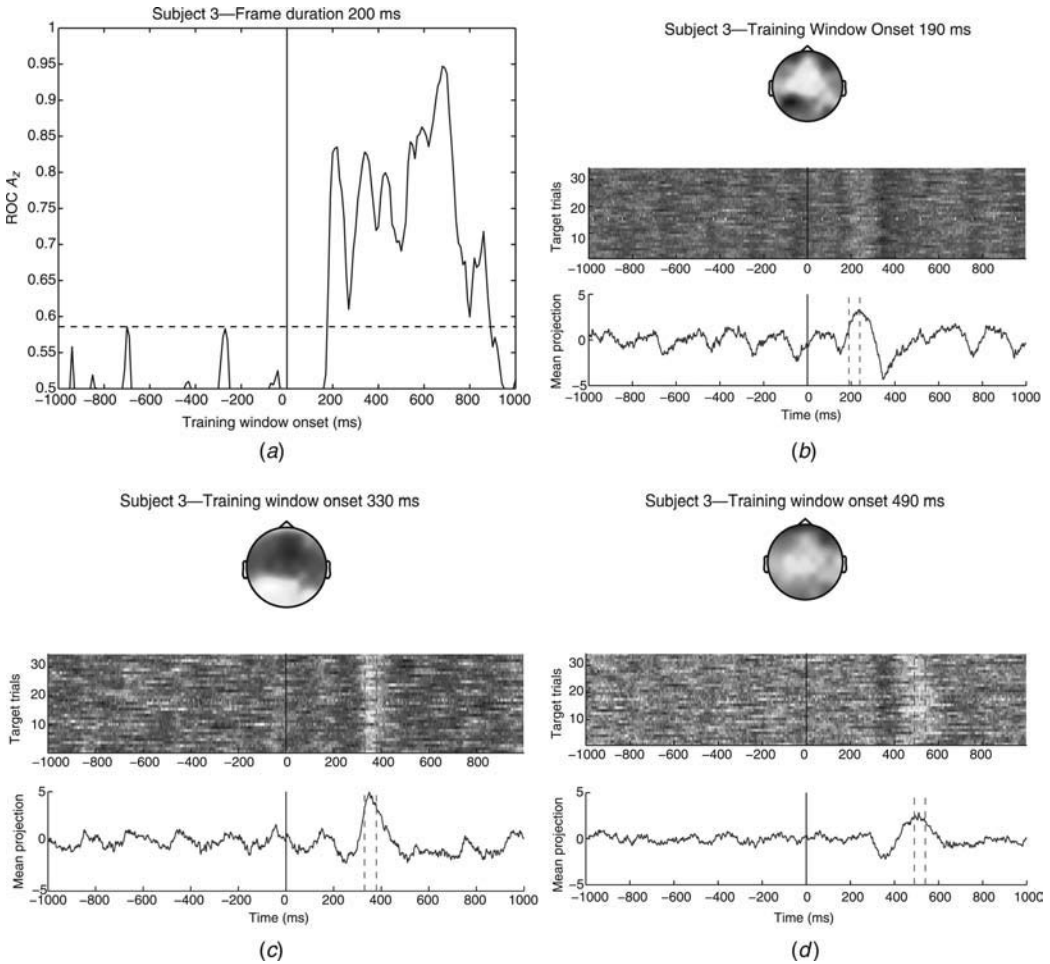 Subject 3—Frame duration 200 ms
1
0.95
0.9
0.85
0.8
0.75
0.7
0.65
0.6
0.55
0.5
ROC Az
−1000 −800 −600 −400 −200 0 200 400 600 800 1000
Training window onset (ms)
(a)
Subject 3—Training Window Onset 190 ms
Target trials
30
20
10
−1000 −800 −600 −400 −200 0 200 400 600 800
Mean projection
5
0
−5
−1000 −800 −600 −400 −200 0 200 400 600 800 1000
Time (ms)
(b)
Subject 3—Training window onset 330 ms
Target trials
30
20
10
−1000 −800 −600 −400 −200 0 200 400 600 800
Mean projection
5
0
−5
−1000 −800 −600 −400 −200 0 200 400 600 800 1000
Time (ms)
(c)
Subject 3—Training window onset 490 ms
Target trials
30
20
10
−1000 −800 −600 −400 −200 0 200 400 600 800
Mean projection
5
0
−5
−1000 −800 −600 −400 −200 0 200 400 600 800 1000
Time (ms)
(d)